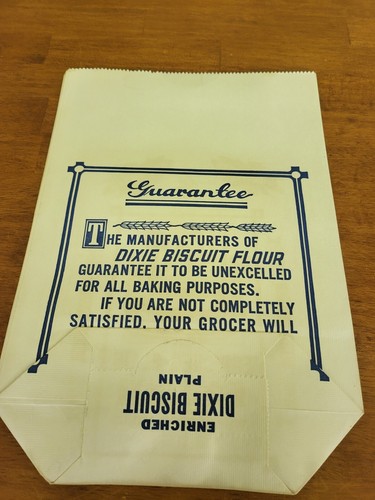 Guarantee
THE MANUFACTURERS OF
DIXIE BISCUIT FLOUR
GUARANTEE IT TO BE UNEXCELLED
FOR ALL BAKING PURPOSES.
IF YOU ARE NOT COMPLETELY
SATISFIED. YOUR GROCER WILL
ENRICHED
DIXIE BISCUIT
PLAIN